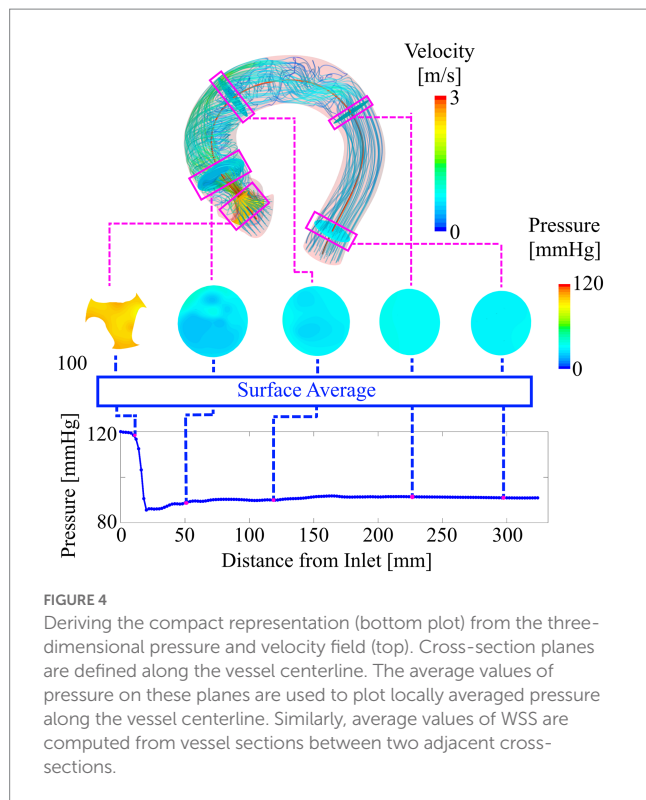 Velocity
[m/s]
3
0
Pressure
[mmHg]
120
0
100
Surface Average
120
80
Pressure [mmHg]
0 50 100 150 200 250 300
Distance from Inlet [mm]
FIGURE 4
Deriving the compact representation (bottom plot) from the three-
dimensional pressure and velocity field (top). Cross-section planes
are defined along the vessel centerline. The average values of
pressure on these planes are used to plot locally averaged pressure
along the vessel centerline. Similarly, average values of WSS are
computed from vessel sections between two adjacent cross-
sections.